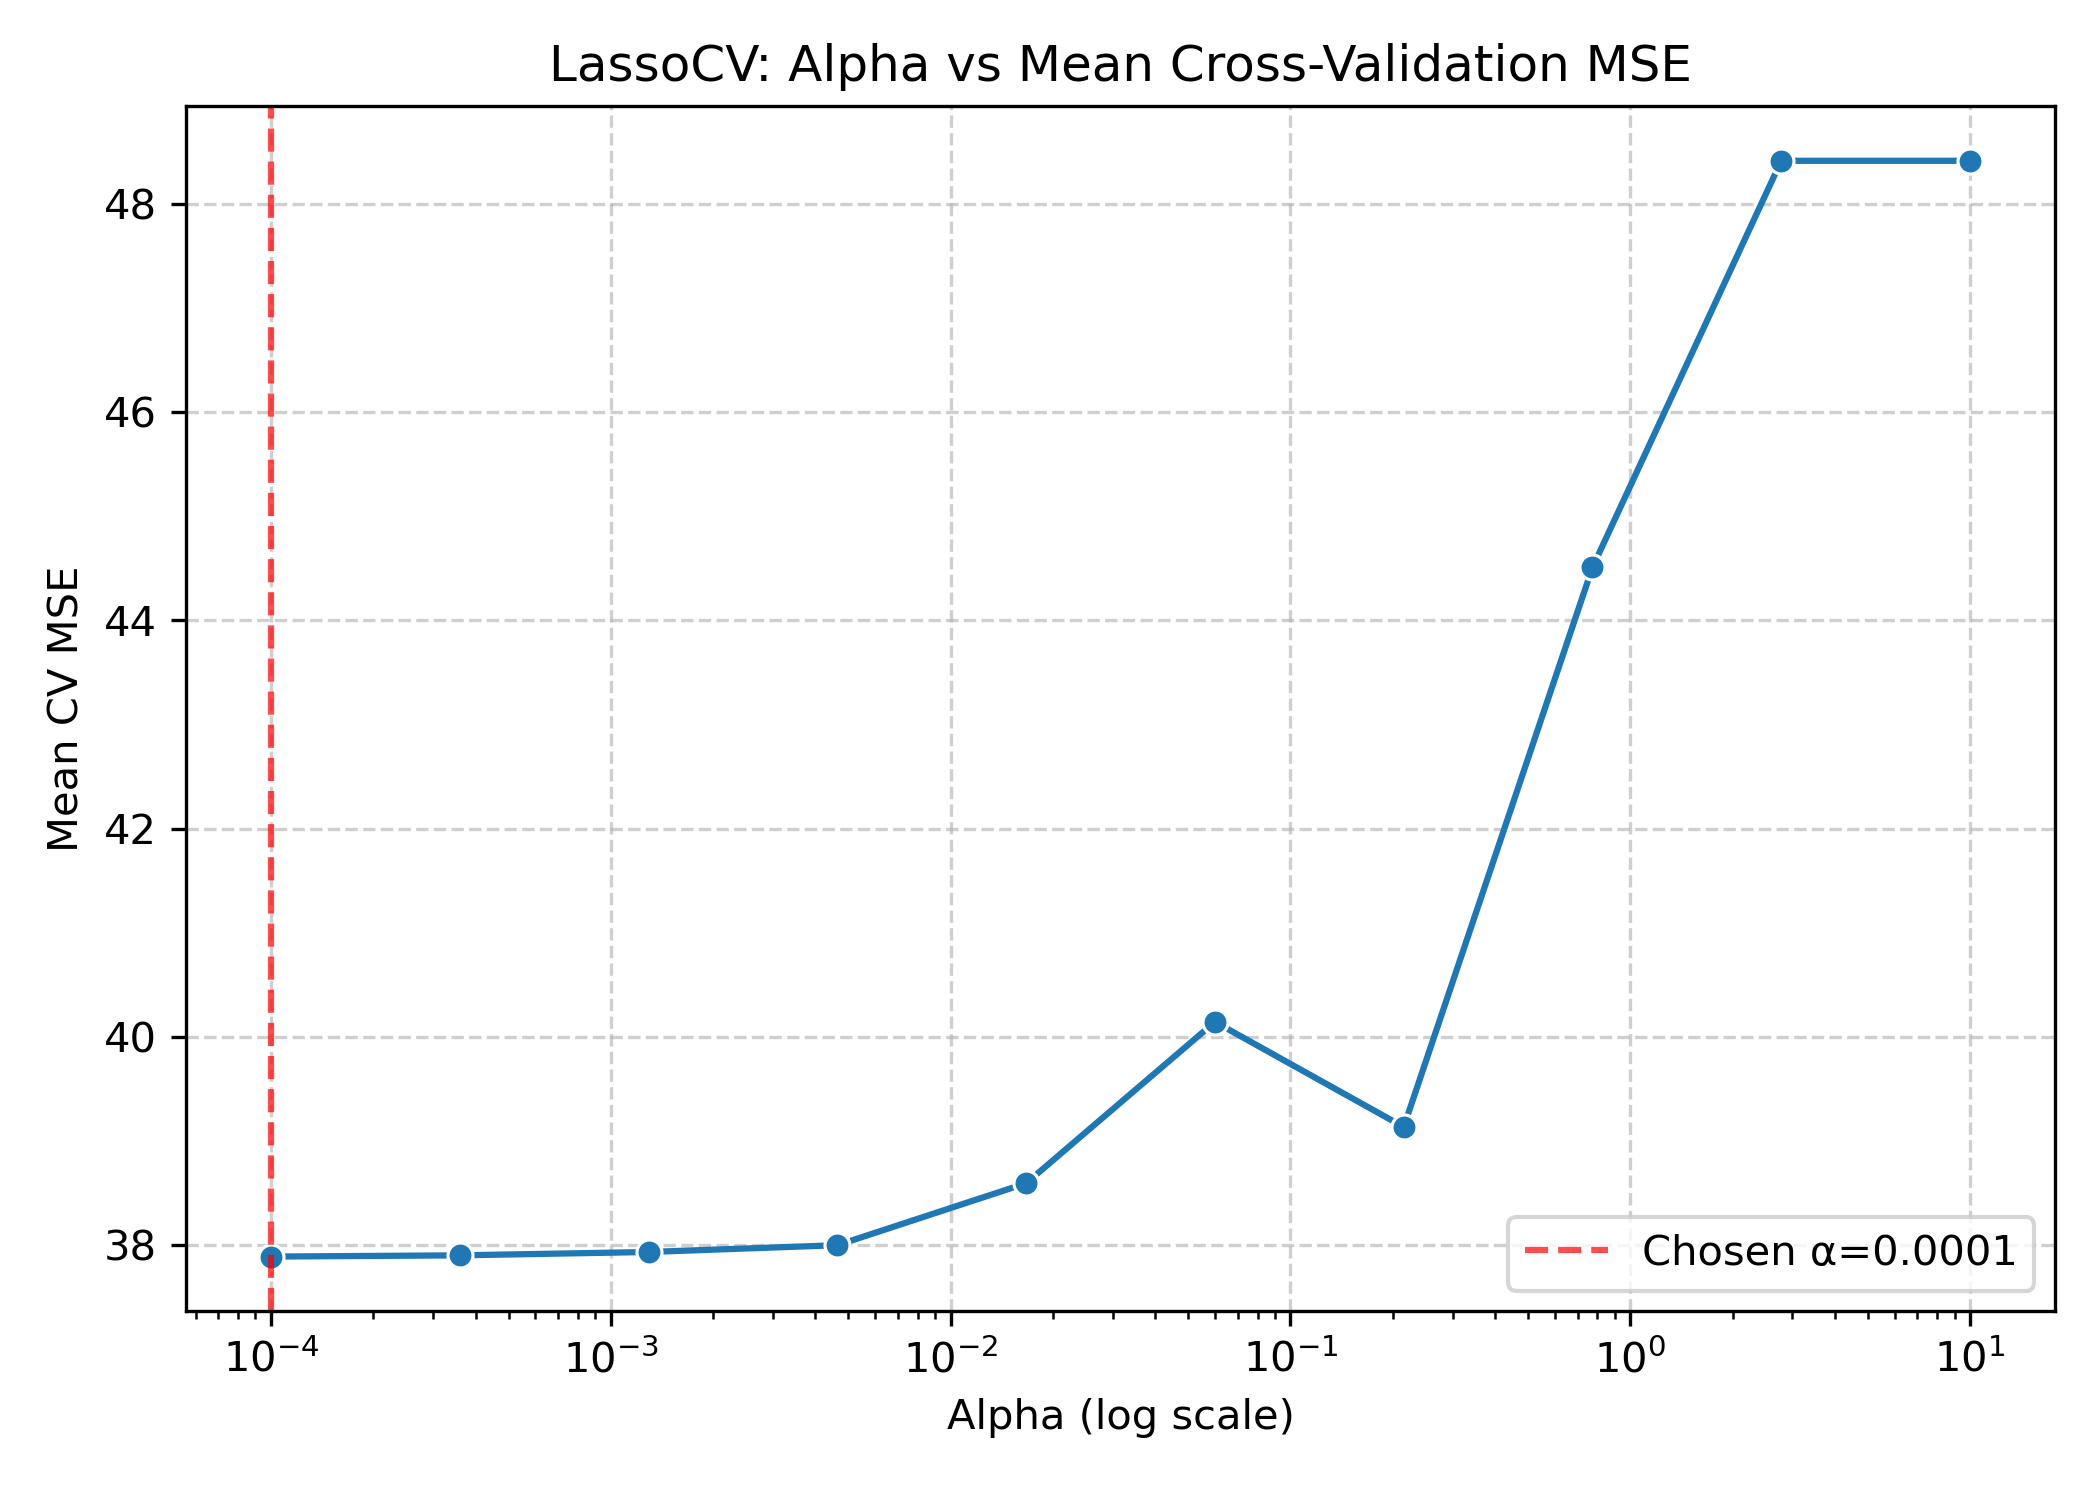 LassoCV: Alpha vs Mean Cross-Validation MSE
Mean CV MSE
48
46
44
42
40
38
Chosen α=0.0001
10⁻⁴ 10⁻³ 10⁻² 10⁻¹ 10⁰ 10¹
Alpha (log scale)